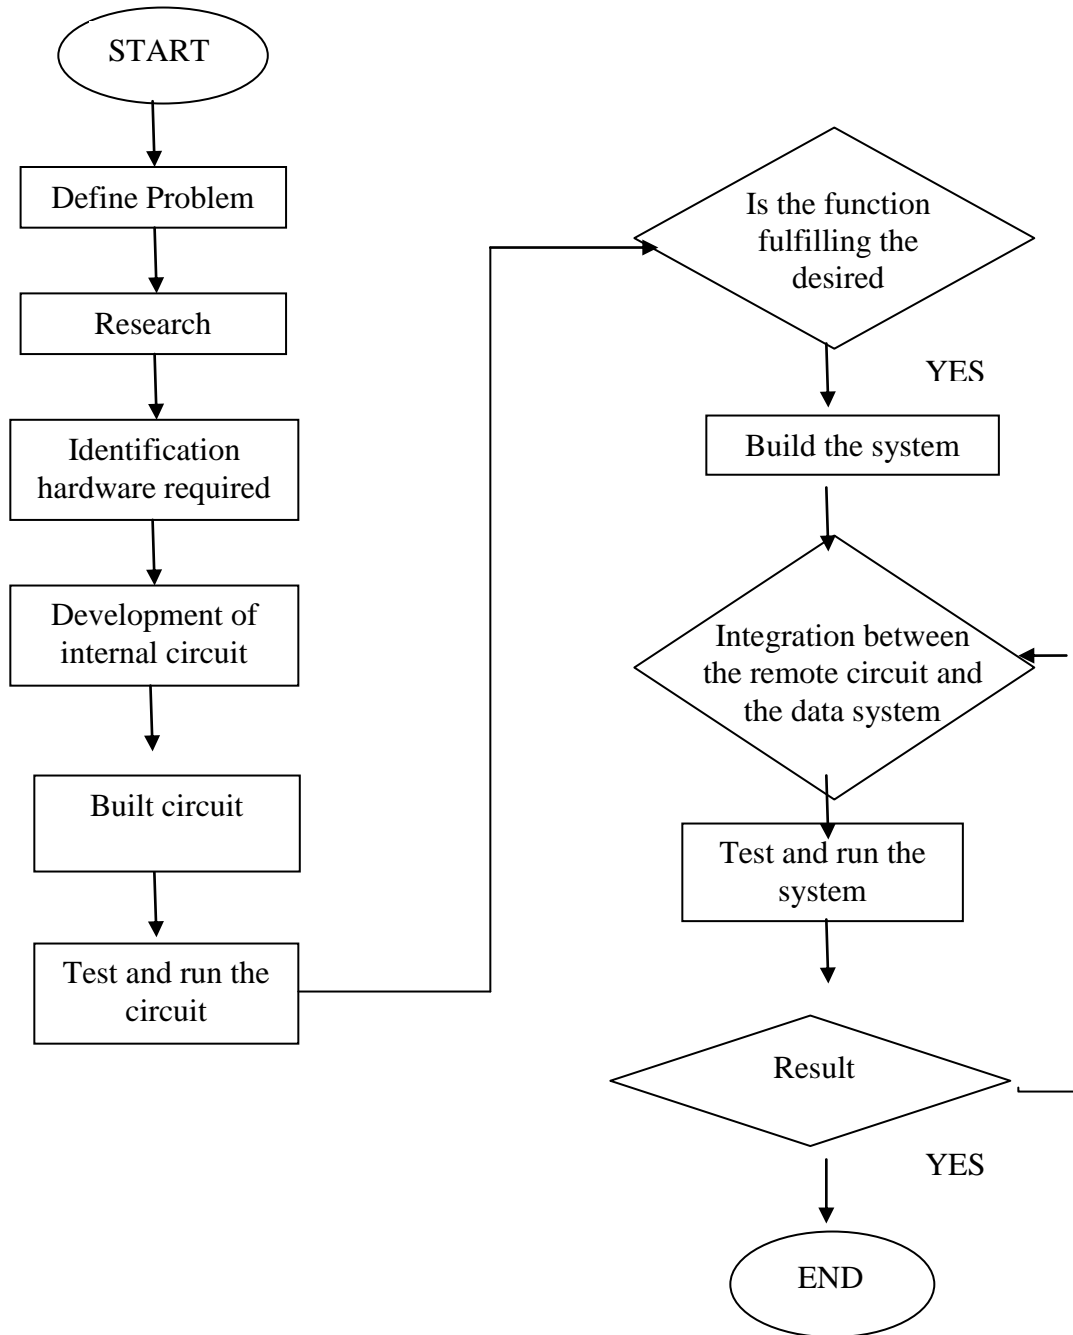 START
Define Problem
Research
Identification
hardware required
Development of
internal circuit
Built circuit
Test and run the
circuit
Is the function
fulfilling the
desired
YES
Build the system
Integration between
the remote circuit and
the data system
Test and run the
system
Result
YES
END